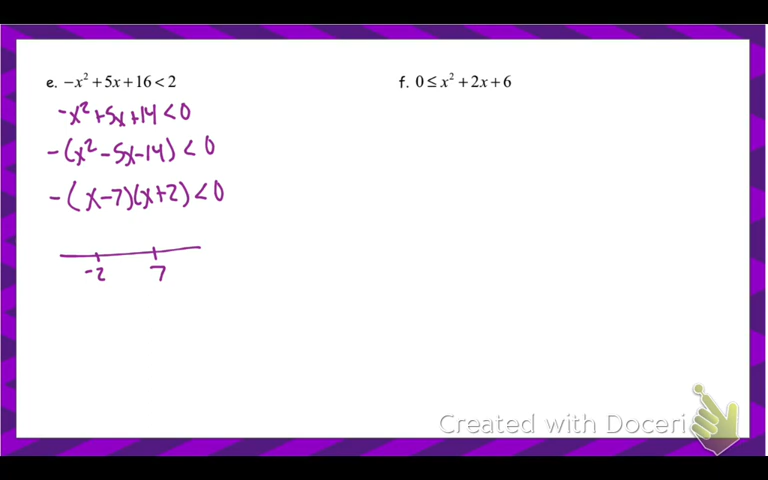 e. −x² + 5x + 16 < 2
-x² + 5x + 14 < 0
-(x² - 5x - 14) < 0
-(x-7)(x+2) < 0
-2 7
f. 0 ≤ x² + 2x + 6
Created with Doceri